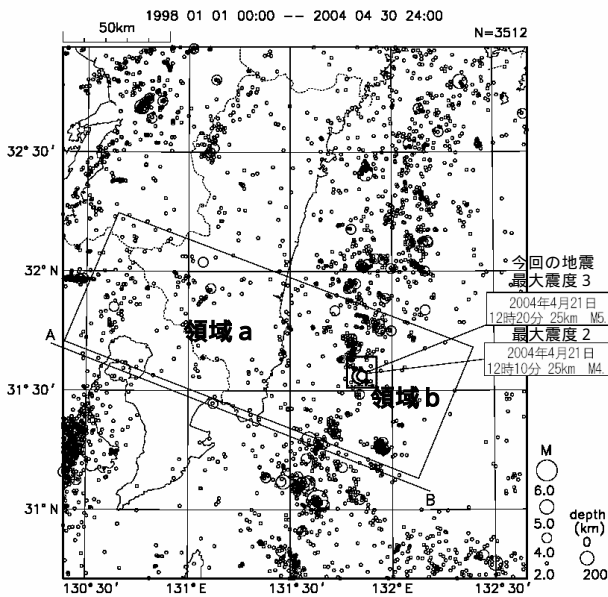 1998 01 01 00:00 -- 2004 04 30 24:00
50km
N=3512
32°30'
32°N
31°30'
31°N
A
領域a
領域b
B
今回の地震
最大震度3
2004年4月21日
12時20分 25km M5.
最大震度2
2004年4月21日
12時10分 25km M4.
M
6.0
5.0
4.0
2.0
depth
(km)
0
200
130°30'
131°E
131°30'
132°E
132°30'